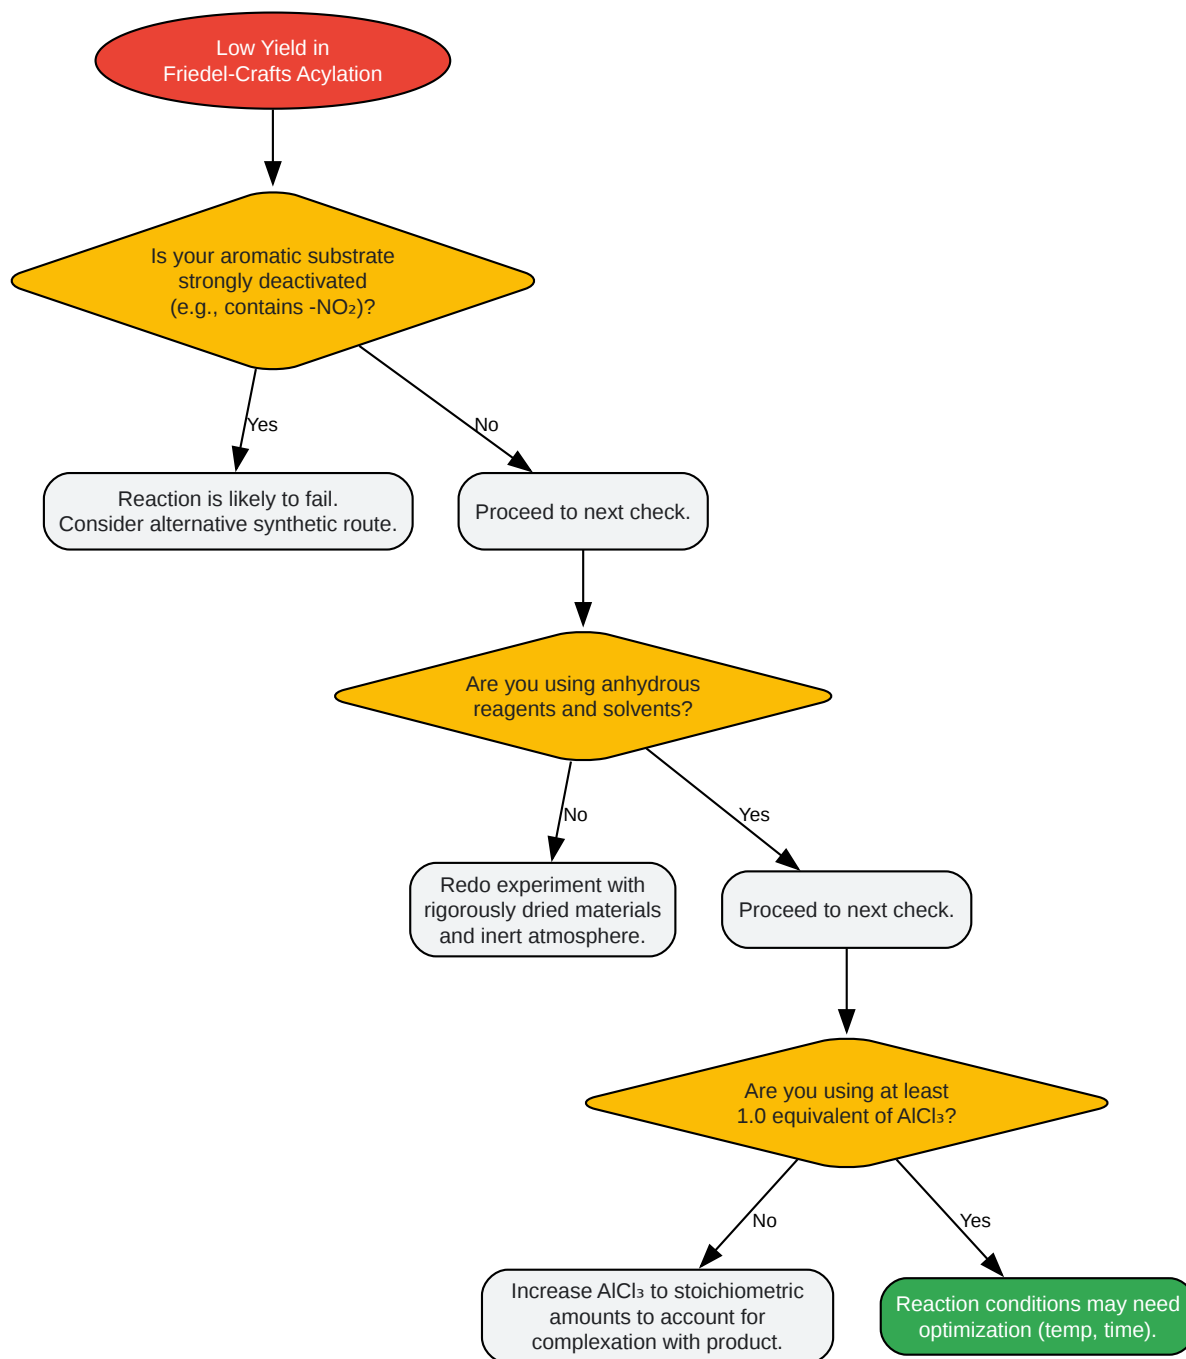 Low Yield in
Friedel-Crafts Acylation
Is your aromatic substrate
strongly deactivated
(e.g., contains -NO₂)?
Yes
No
Reaction is likely to fail.
Consider alternative synthetic route.
Proceed to next check.
Are you using anhydrous
reagents and solvents?
No
Yes
Redo experiment with
rigorously dried materials
and inert atmosphere.
Proceed to next check.
Are you using at least
1.0 equivalent of AlCl₃?
No
Yes
Increase AlCl₃ to stoichiometric
amounts to account for
complexation with product.
Reaction conditions may need
optimization (temp, time).